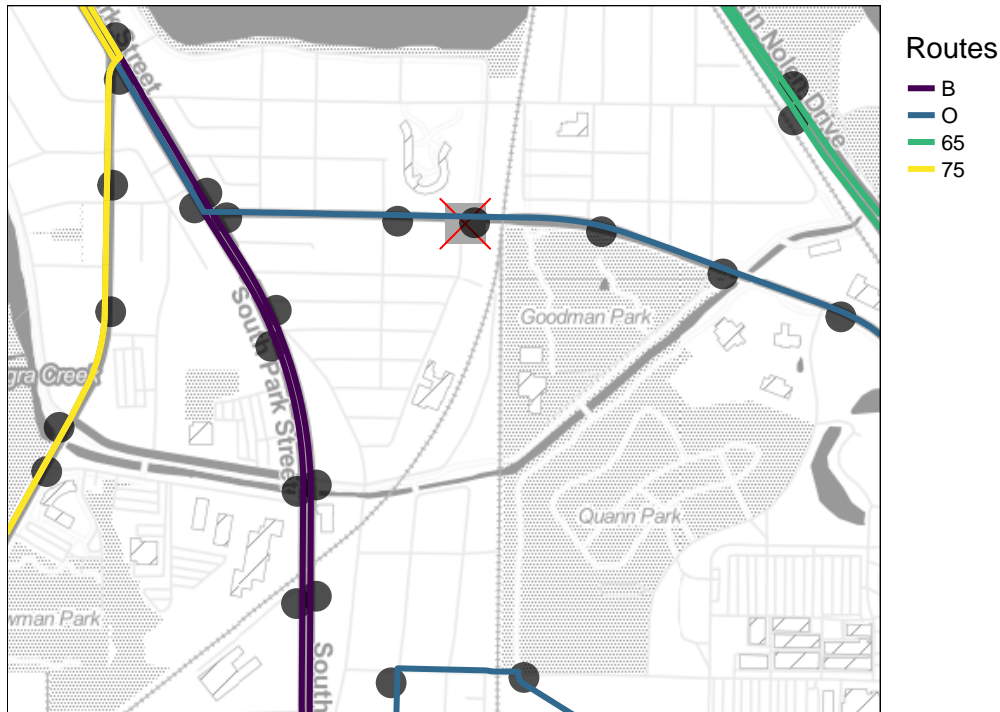 Routes
B
O
65
75
Drive
Goodman Park
South Park Street
gra Creek
Quann Park
wman Park
South